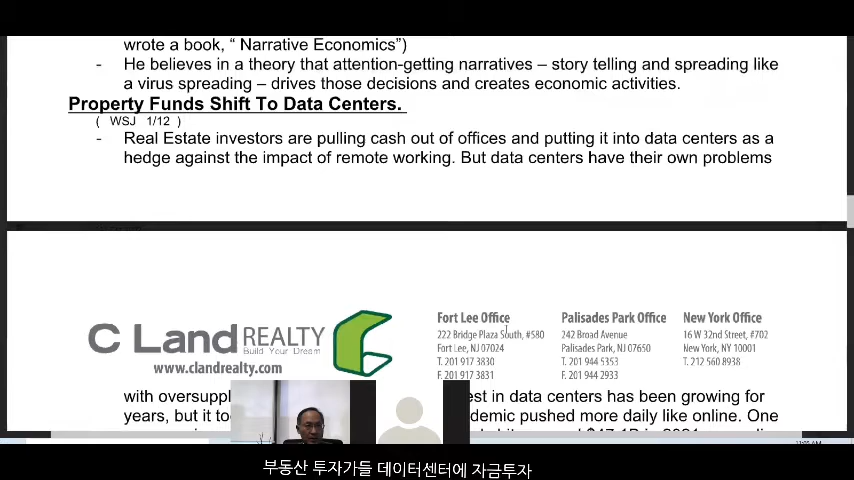 wrote a book, “ Narrative Economics”)
- He believes in a theory that attention-getting narratives – story telling and spreading like
a virus spreading – drives those decisions and creates economic activities.
Property Funds Shift To Data Centers.
( WSJ 1/12 )
- Real Estate investors are pulling cash out of offices and putting it into data centers as a
hedge against the impact of remote working. But data centers have their own problems
C Land REALTY
Build Your Dream
www.clandrealty.com
Fort Lee Office
222 Bridge Plaza South, #580
Fort Lee, NJ 07024
T. 201 917 3830
F. 201 917 3831
Palisades Park Office
242 Broad Avenue
Palisades Park, NJ 07650
T. 201 944 5353
F. 201 944 2933
New York Office
16 W 32nd Street, #702
New York, NY 10001
T. 212 560 8938
with in data centers has been growing for
years, but it pushed more daily like online. One
부동산 투자가들 데이터센터에 자금투자